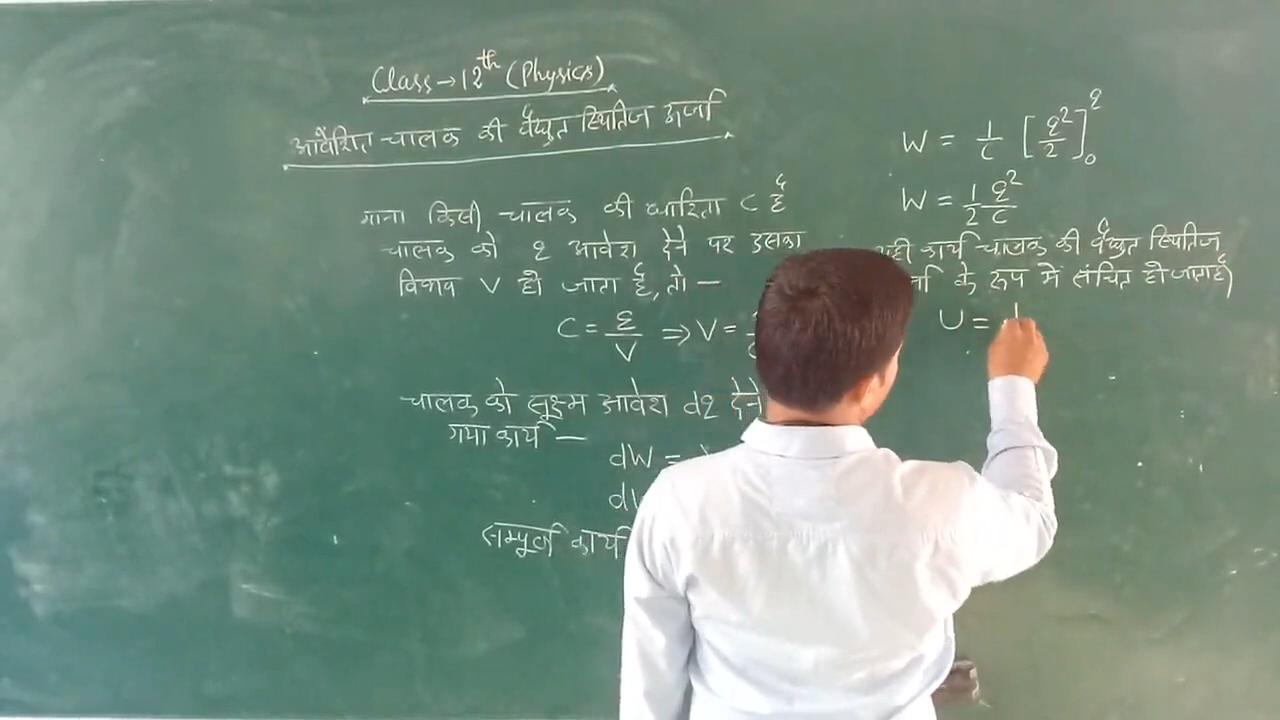 Class → 12th (Physics)
आवेशित चालक की वैद्युत स्थितिज ऊर्जा
माना किसी चालक की धारिता C है
चालक को q आवेश देने पर उसका
विभव V हो जाता है, तो —
C = q/V ⇒ V =
चालक को सूक्ष्म आवेश dq देने
गया कार्य —
dW =
सम्पूर्ण कार्य
W = 1/C [q²/2]₀^q
W = 1/2 q²/C
यही कार्य चालक की वैद्युत स्थितिज
के रूप में संचित हो जाता है)
U = 1